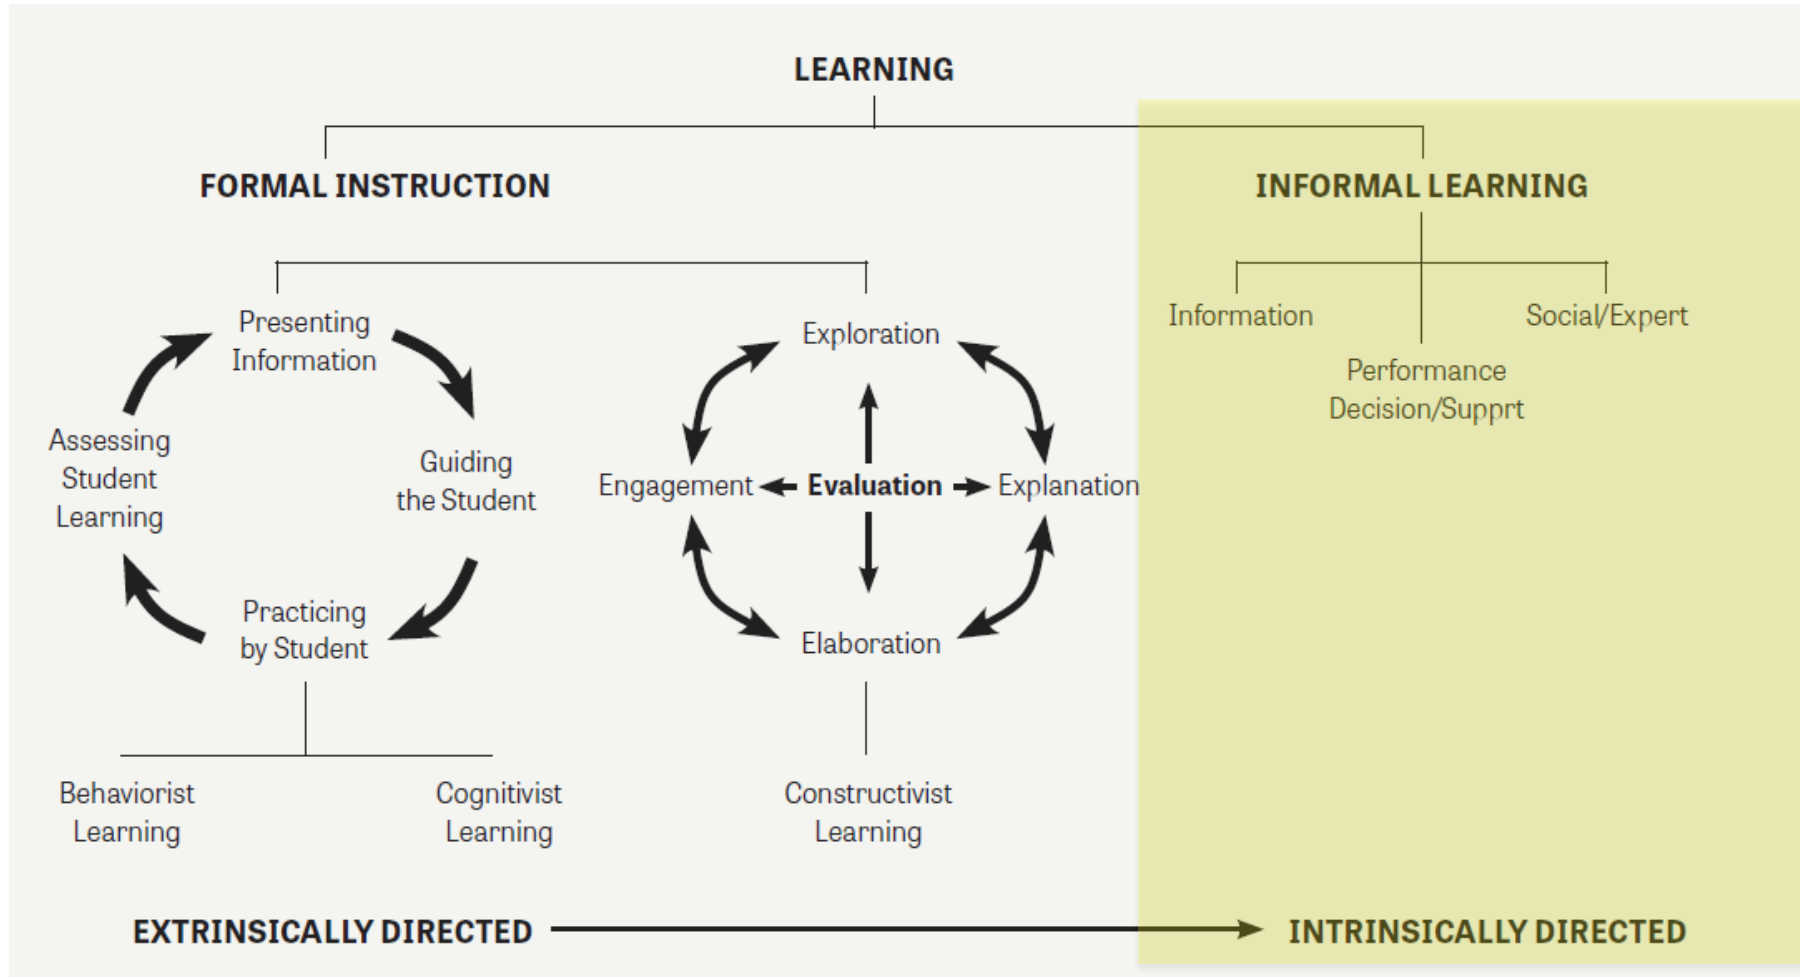 LEARNING
FORMAL INSTRUCTION
INFORMAL LEARNING
Presenting
Information
Guiding
the Student
Practicing
by Student
Assessing
Student
Learning
Exploration
Engagement
Evaluation
Explanation
Elaboration
Information
Performance
Decision/Supprt
Social/Expert
Behaviorist
Learning
Cognitivist
Learning
Constructivist
Learning
EXTRINSICALLY DIRECTED
INTRINSICALLY DIRECTED